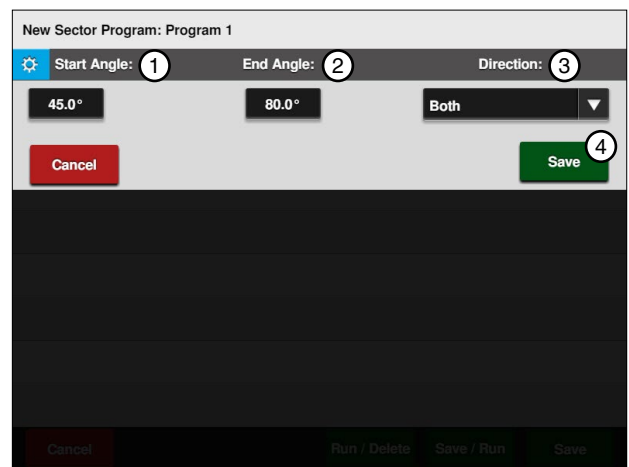 New Sector Program: Program 1
Start Angle: 1 End Angle: 2 Direction: 3
45.0° 80.0° Both
Cancel Save 4
Cancel Run / Delete Save / Run Save